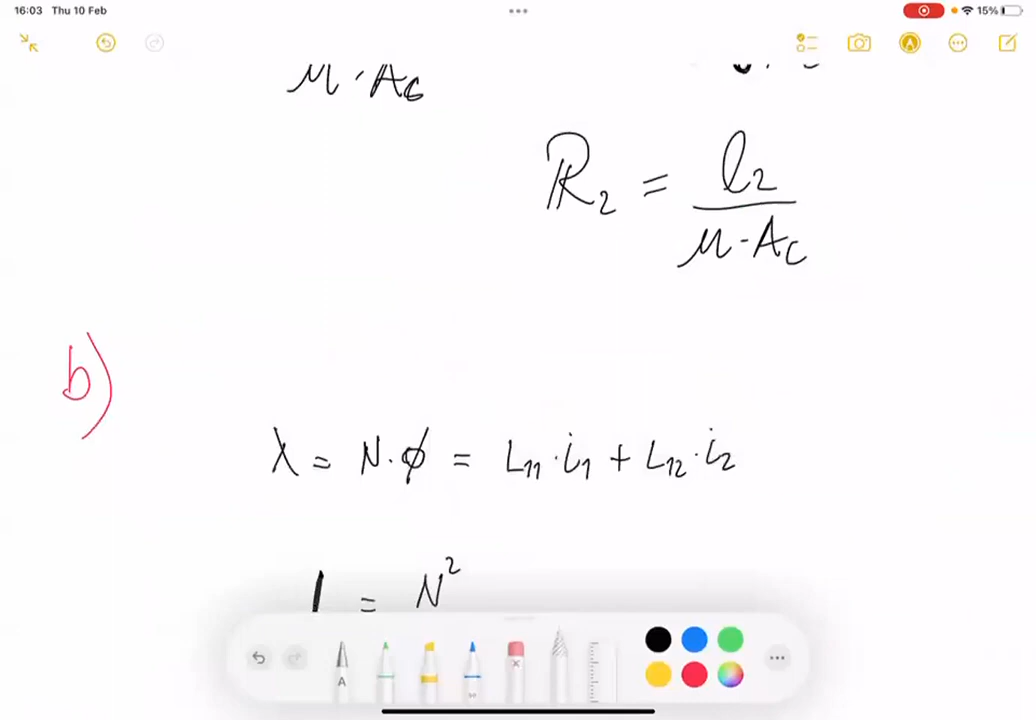 16:03 Thu 10 Feb
15%
μ · Ac
ℝ₂ = l₂ / (μ · Ac)
b)
λ = N · ϕ = L₁₁ · i₁ + L₁₂ · i₂
L = N²
A